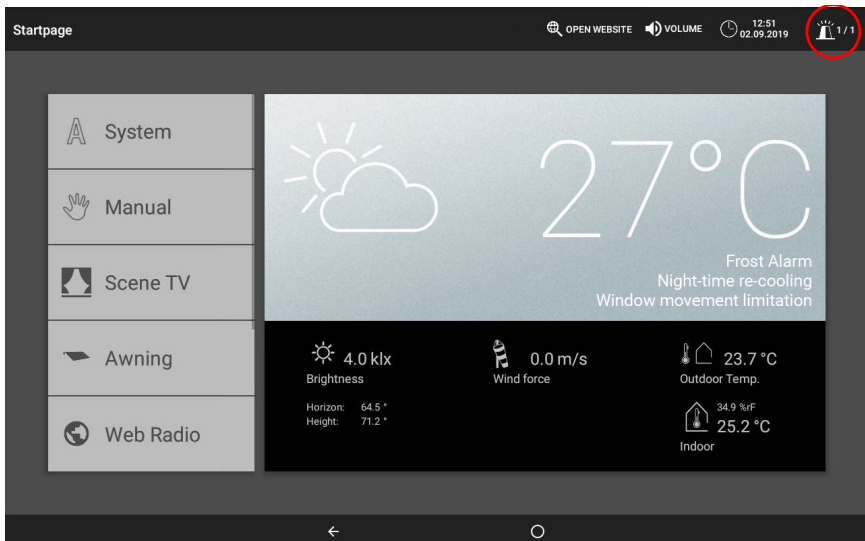 Startpage
OPEN WEBSITE
VOLUME
12:51
02.09.2019
1 / 1
System
Manual
Scene TV
Awning
Web Radio
27°C
Frost Alarm
Night-time re-cooling
Window movement limitation
4.0 klx
Brightness
Horizon: 64.5 °
Height: 71.2 °
0.0 m/s
Wind force
23.7 °C
Outdoor Temp.
34.9 %rF
25.2 °C
Indoor